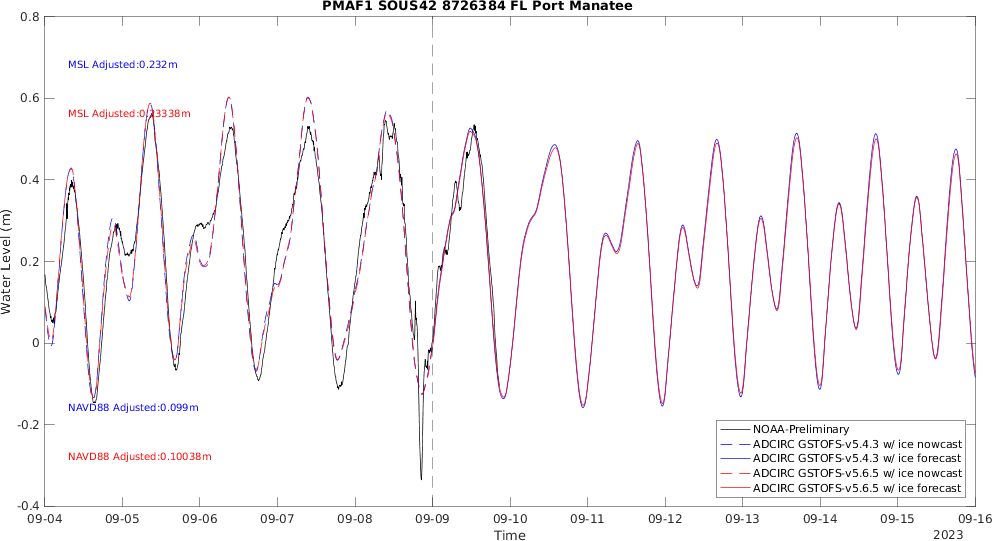 PMAF1 SOUS42 8726384 FL Port Manatee
0.8
0.6
0.4
0.2
0
-0.2
-0.4
Water Level (m)
MSL Adjusted:0.232m
MSL Adjusted:0.23338m
NAVD88 Adjusted:0.099m
NAVD88 Adjusted:0.10038m
NOAA-Preliminary
ADCIRC GSTOFS-v5.4.3 w/ ice nowcast
ADCIRC GSTOFS-v5.4.3 w/ ice forecast
ADCIRC GSTOFS-v5.6.5 w/ ice nowcast
ADCIRC GSTOFS-v5.6.5 w/ ice forecast
09-04 09-05 09-06 09-07 09-08 09-09 09-10 09-11 09-12 09-13 09-14 09-15 09-16
Time
2023